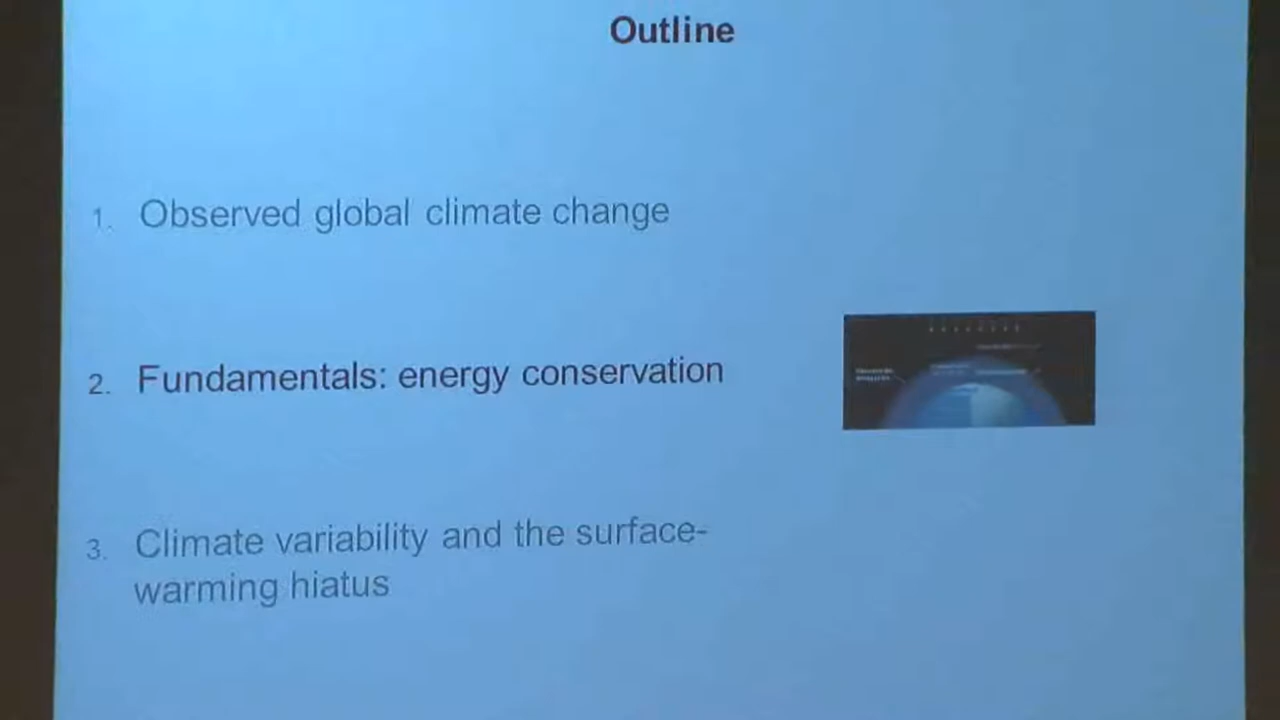 Outline
1. Observed global climate change
2. Fundamentals: energy conservation
3. Climate variability and the surface-
warming hiatus